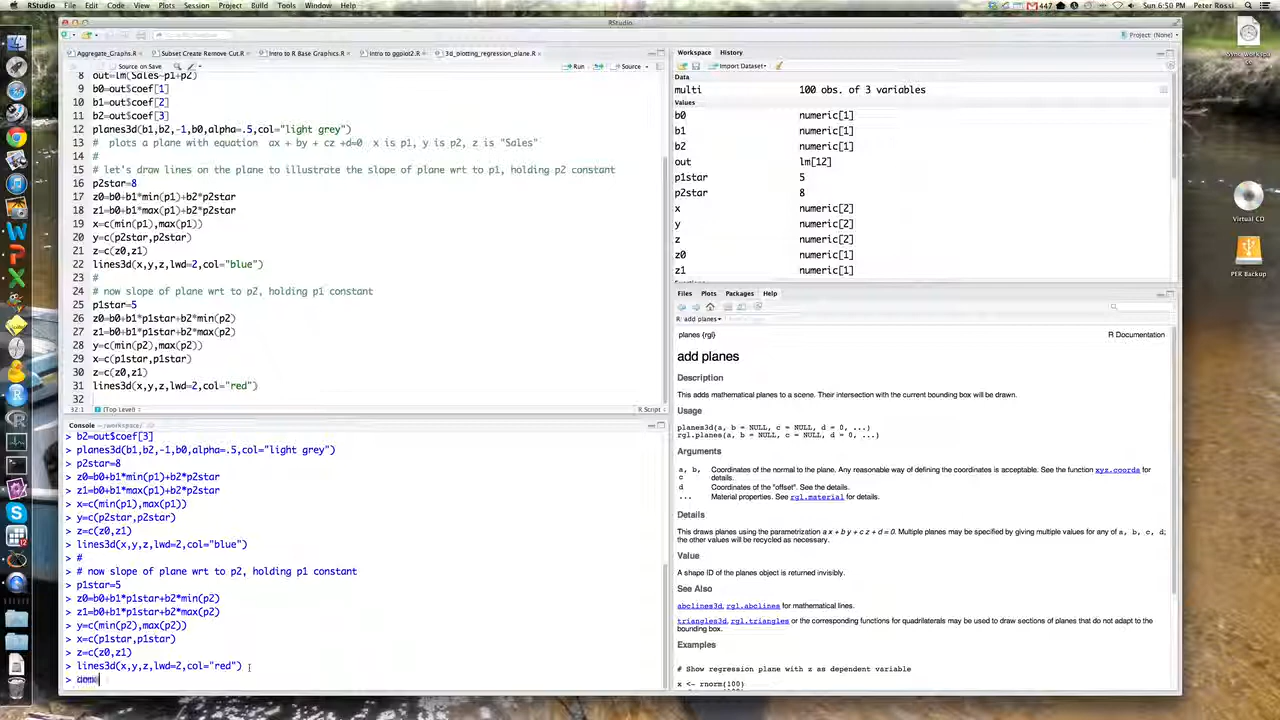 RStudio File Edit Code View Plots Session Project Build Tools Window Help 447 Sun 6:50 PM Peter Rossi
RStudio
Project: (None)
Aggregate_Graphs.R Subset Create Remove Cut.R Intro to R Base Graphics.R Intro to ggplot2.R 3d_plotting_regression_plane.R
Source on Save Run Source
8 out=lm(Sales~p1+p2)
9 b0=out$coef[1]
10 b1=out$coef[2]
11 b2=out$coef[3]
12 planes3d(b1,b2,-1,b0,alpha=.5,col="light grey")
13 # plots a plane with equation ax + by + cz +d=0 x is p1, y is p2, z is "Sales"
14 #
15 # let's draw lines on the plane to illustrate the slope of plane wrt to p1, holding p2 constant
16 p2star=8
17 z0=b0+b1*min(p1)+b2*p2star
18 z1=b0+b1*max(p1)+b2*p2star
19 x=c(min(p1),max(p1))
20 y=c(p2star,p2star)
21 z=c(z0,z1)
22 lines3d(x,y,z,lwd=2,col="blue")
23 #
24 # now slope of plane wrt to p2, holding p1 constant
25 p1star=5
26 z0=b0+b1*p1star+b2*min(p2)
27 z1=b0+b1*p1star+b2*max(p2)
28 y=c(min(p2),max(p2))
29 x=c(p1star,p1star)
30 z=c(z0,z1)
31 lines3d(x,y,z,lwd=2,col="red")
32
32:1 (Top Level) R Script
Console ~/workspace/
> b2=out$coef[3]
> planes3d(b1,b2,-1,b0,alpha=.5,col="light grey")
> p2star=8
> z0=b0+b1*min(p1)+b2*p2star
> z1=b0+b1*max(p1)+b2*p2star
> x=c(min(p1),max(p1))
> y=c(p2star,p2star)
> z=c(z0,z1)
> lines3d(x,y,z,lwd=2,col="blue")
> #
> # now slope of plane wrt to p2, holding p1 constant
> p1star=5
> z0=b0+b1*p1star+b2*min(p2)
> z1=b0+b1*p1star+b2*max(p2)
> y=c(min(p2),max(p2))
> x=c(p1star,p1star)
> z=c(z0,z1)
> lines3d(x,y,z,lwd=2,col="red")
>
Workspace History
Import Dataset
Data
multi 100 obs. of 3 variables
Values
b0 numeric[1]
b1 numeric[1]
b2 numeric[1]
out lm[12]
p1star 5
p2star 8
x numeric[2]
y numeric[2]
z numeric[2]
z0 numeric[1]
z1 numeric[1]
Files Plots Packages Help
R: add planes
planes {rgl} R Documentation
add planes
Description
This adds mathematical planes to a scene. Their intersection with the current bounding box will be drawn.
Usage
planes3d(a, b = NULL, c = NULL, d = 0, ...)
rgl.planes(a, b = NULL, c = NULL, d = 0, ...)
Arguments
a, b, c Coordinates of the normal to the plane. Any reasonable way of defining the coordinates is acceptable. See the function xyz.coords for details.
d Coordinates of the "offset". See the details.
... Material properties. See rgl.material for details.
Details
This draws planes using the parametrization a x + b y + c z + d = 0. Multiple planes may be specified by giving multiple values for any of a, b, c, d;
the other values will be recycled as necessary.
Value
A shape ID of the planes object is returned invisibly.
See Also
abclines3d, rgl.abclines for mathematical lines.
triangles3d, rgl.triangles or the corresponding functions for quadrilaterals may be used to draw sections of planes that do not adapt to the
bounding box.
Examples
# Show regression plane with z as dependent variable
x <- rnorm(100)
Virtual CD
PER Backup